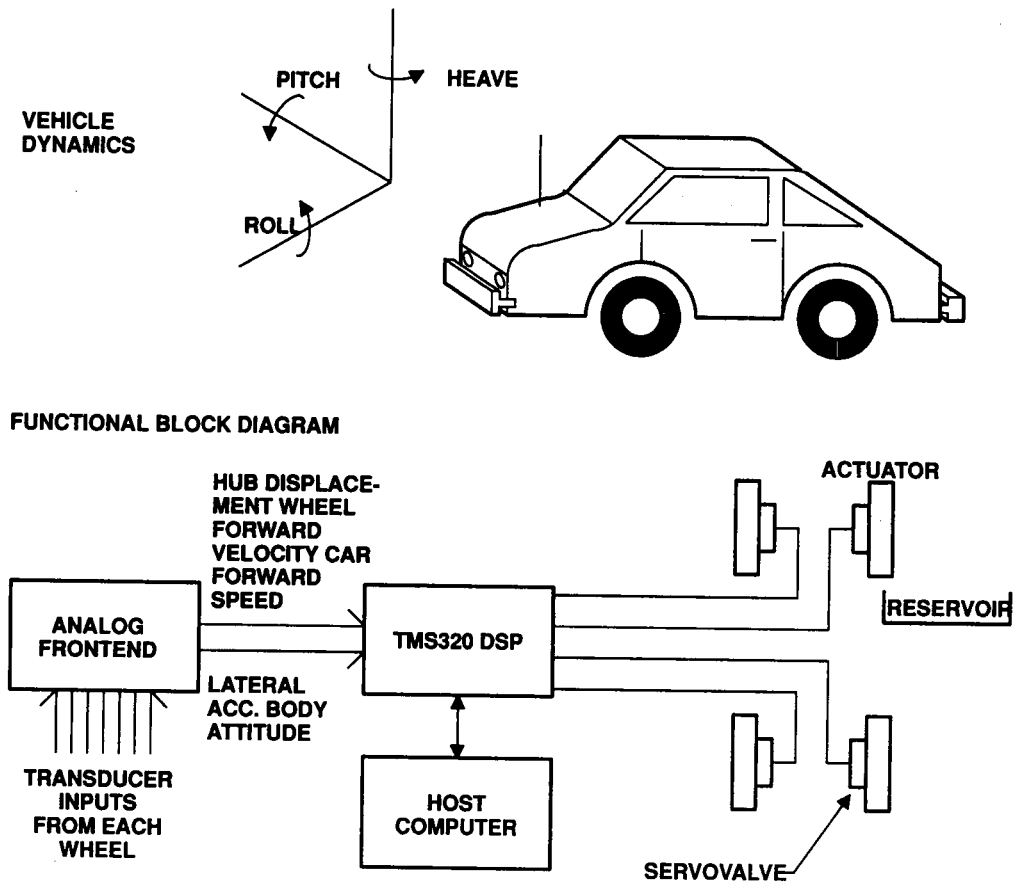 PITCH
HEAVE
VEHICLE
DYNAMICS
ROLL
FUNCTIONAL BLOCK DIAGRAM
HUB DISPLACE-
MENT WHEEL
FORWARD
VELOCITY CAR
FORWARD
SPEED
ACTUATOR
RESERVOIR
ANALOG
FRONTEND
TMS320 DSP
LATERAL
ACC. BODY
ATTITUDE
TRANSDUCER
INPUTS
FROM EACH
WHEEL
HOST
COMPUTER
SERVOVALVE